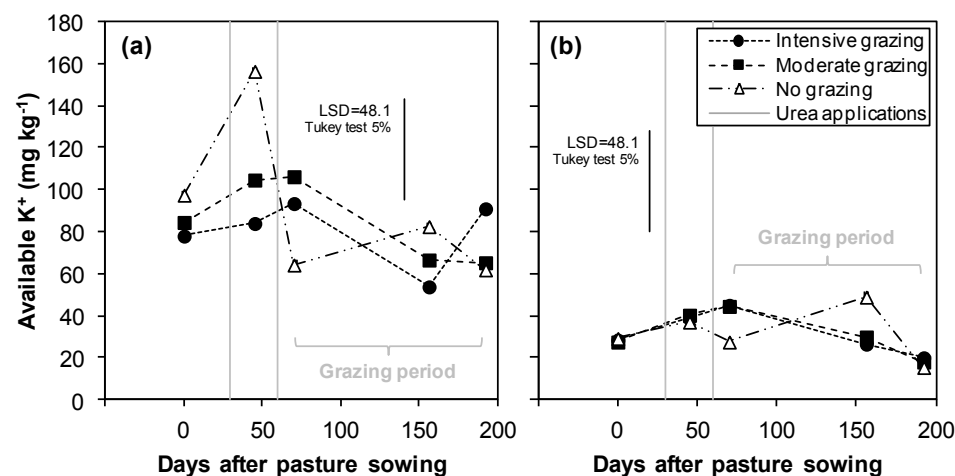 Available K⁺ (mg kg⁻¹)
180
160
140
120
100
80
60
40
20
0
(a)
LSD=48.1
Tukey test 5%
Grazing period
0 50 100 150 200
Days after pasture sowing
(b)
Intensive grazing
Moderate grazing
No grazing
Urea applications
LSD=48.1
Tukey test 5%
Grazing period
0 50 100 150 200
Days after pasture sowing